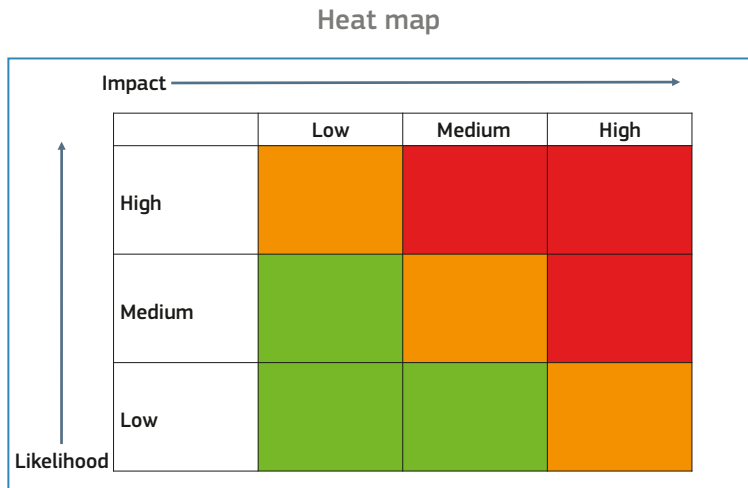 Heat map
Impact
Low Medium High
High
Medium
Low
Likelihood